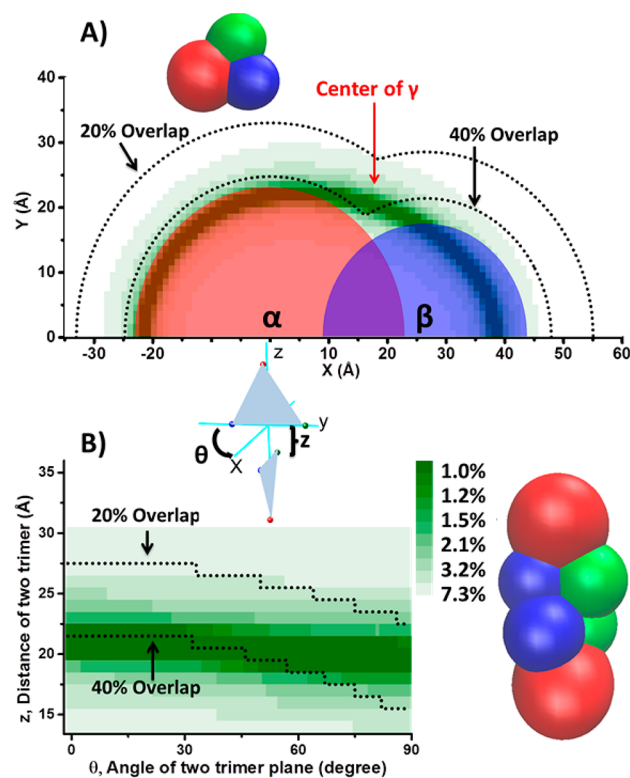 A)
Center of γ
20% Overlap
40% Overlap
Y (Å)
40
30
20
10
0
α
β
-30 -20 -10 0 10 20 30 40 50 60
X (Å)
z
y
θ
X
z
B)
z, Distance of two trimer (Å)
35
30
25
20
15
20% Overlap
40% Overlap
0 30 60 90
θ, Angle of two trimer plane (degree)
1.0%
1.2%
1.5%
2.1%
3.2%
7.3%